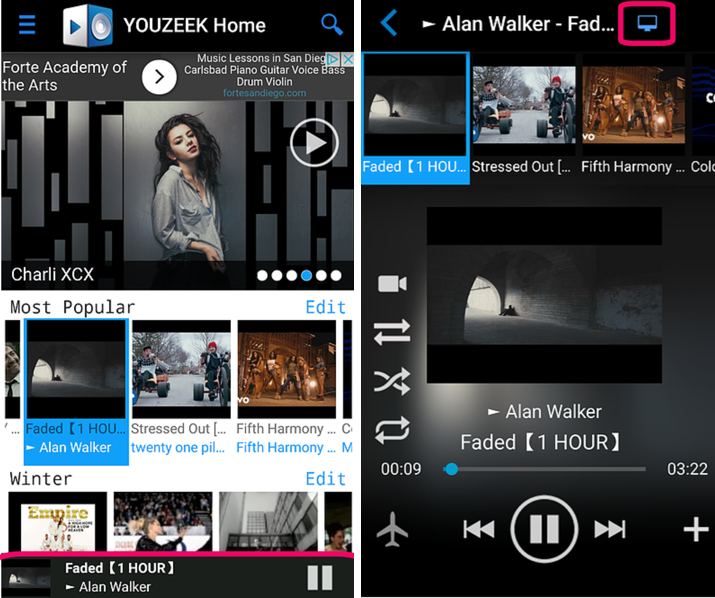 YOUZEEK Home
Forte Academy of
the Arts
Music Lessons in San Dieg
Carlsbad Piano Guitar Voice Bass
Drum Violin
fortesandiego.com
Charli XCX
Most Popular
Edit
Faded【1 HOU...
Stressed Out [...
Fifth Harmony ...
► Alan Walker
twenty one pil...
Fifth Harmony ...
Winter
Edit
Empire
Faded【1 HOUR】
► Alan Walker
► Alan Walker - Fad...
Faded【1 HOU...
Stressed Out [...
Fifth Harmony ...
Cold
► Alan Walker
Faded【1 HOUR】
00:09
03:22